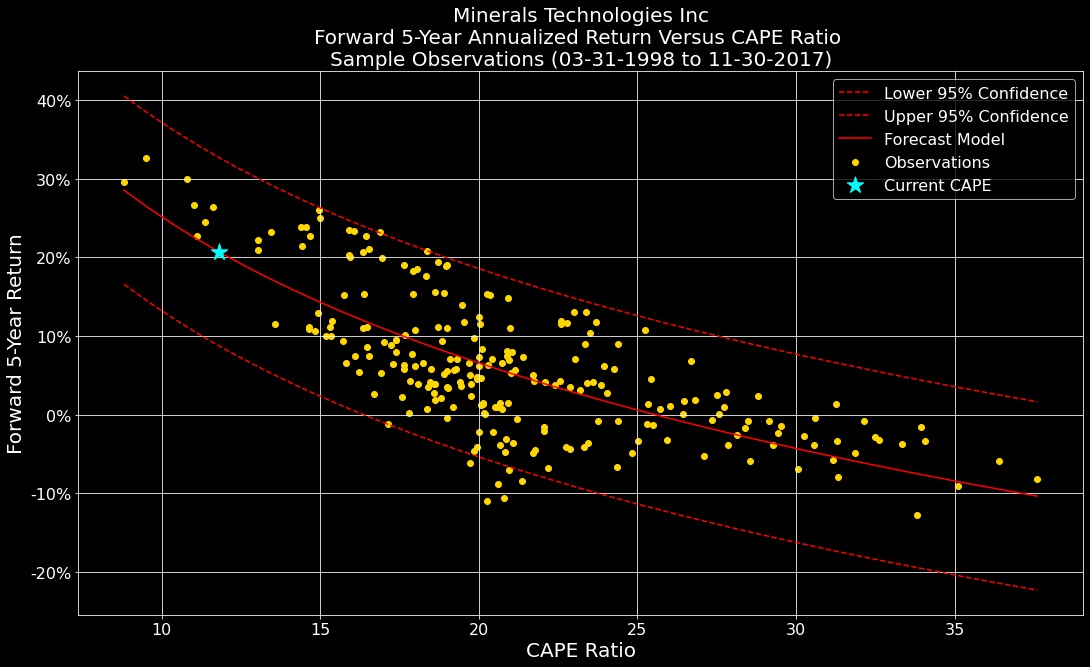 Minerals Technologies Inc
Forward 5-Year Annualized Return Versus CAPE Ratio
Sample Observations (03-31-1998 to 11-30-2017)
Lower 95% Confidence
Upper 95% Confidence
Forecast Model
Observations
Current CAPE
Forward 5-Year Return
40%
30%
20%
10%
0%
-10%
-20%
10
15
20
25
30
35
CAPE Ratio